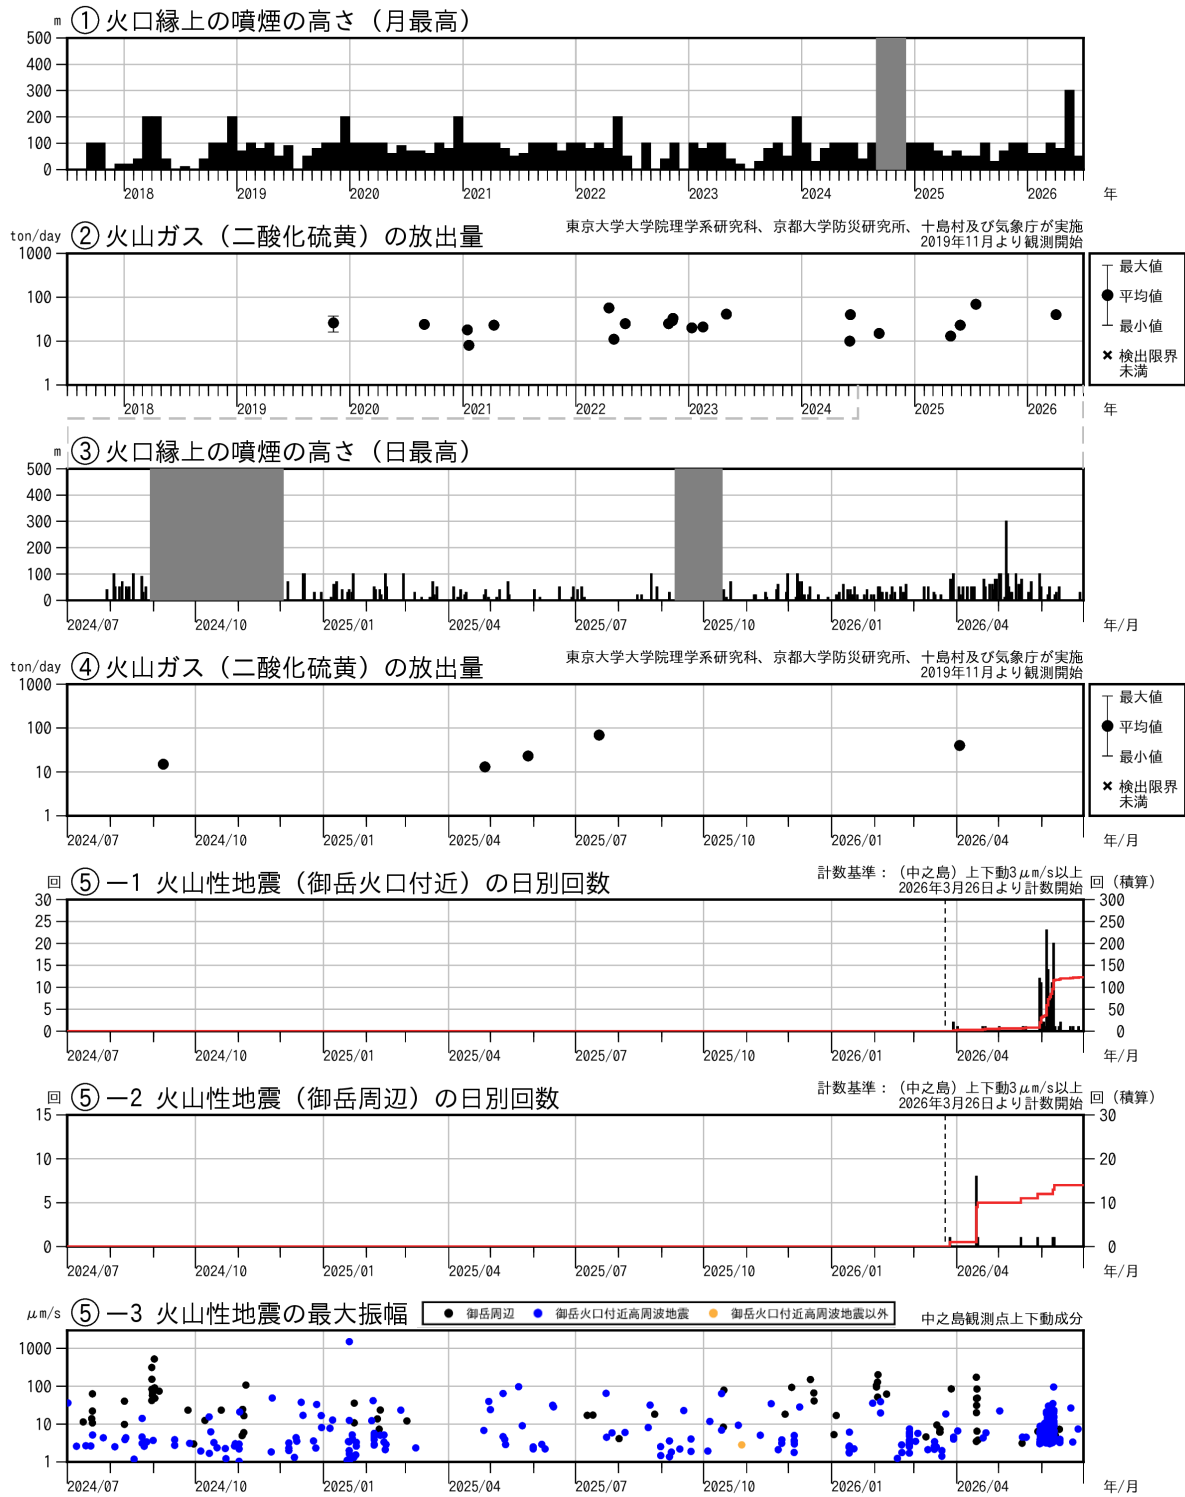 m ① 火口縁上の噴煙の高さ（月最高）
500
400
300
200
100
0
2018 2019 2020 2021 2022 2023 2024 2025 2026 年
ton/day ② 火山ガス（二酸化硫黄）の放出量
東京大学大学院理学系研究科、京都大学防災研究所、十島村及び気象庁が実施
2019年11月より観測開始
1000
100
10
1
最大値
平均値
最小値
検出限界
未満
2018 2019 2020 2021 2022 2023 2024 2025 2026 年
m ③ 火口縁上の噴煙の高さ（日最高）
500
400
300
200
100
0
2024/07 2024/10 2025/01 2025/04 2025/07 2025/10 2026/01 2026/04 年/月
ton/day ④ 火山ガス（二酸化硫黄）の放出量
東京大学大学院理学系研究科、京都大学防災研究所、十島村及び気象庁が実施
2019年11月より観測開始
1000
100
10
1
最大値
平均値
最小値
検出限界
未満
2024/07 2024/10 2025/01 2025/04 2025/07 2025/10 2026/01 2026/04 年/月
回 ⑤－1 火山性地震（御岳火口付近）の日別回数
計数基準：（中之島）上下動3μm/s以上
2026年3月26日より計数開始
回（積算）
30 300
25 250
20 200
15 150
10 100
5 50
0 0
2024/07 2024/10 2025/01 2025/04 2025/07 2025/10 2026/01 2026/04 年/月
回 ⑤－2 火山性地震（御岳周辺）の日別回数
計数基準：（中之島）上下動3μm/s以上
2026年3月26日より計数開始
回（積算）
15 30
10 20
5 10
0 0
2024/07 2024/10 2025/01 2025/04 2025/07 2025/10 2026/01 2026/04 年/月
μm/s ⑤－3 火山性地震の最大振幅
御岳周辺 御岳火口付近高周波地震 御岳火口付近高周波地震以外
中之島観測点上下動成分
1000
100
10
1
2024/07 2024/10 2025/01 2025/04 2025/07 2025/10 2026/01 2026/04 年/月